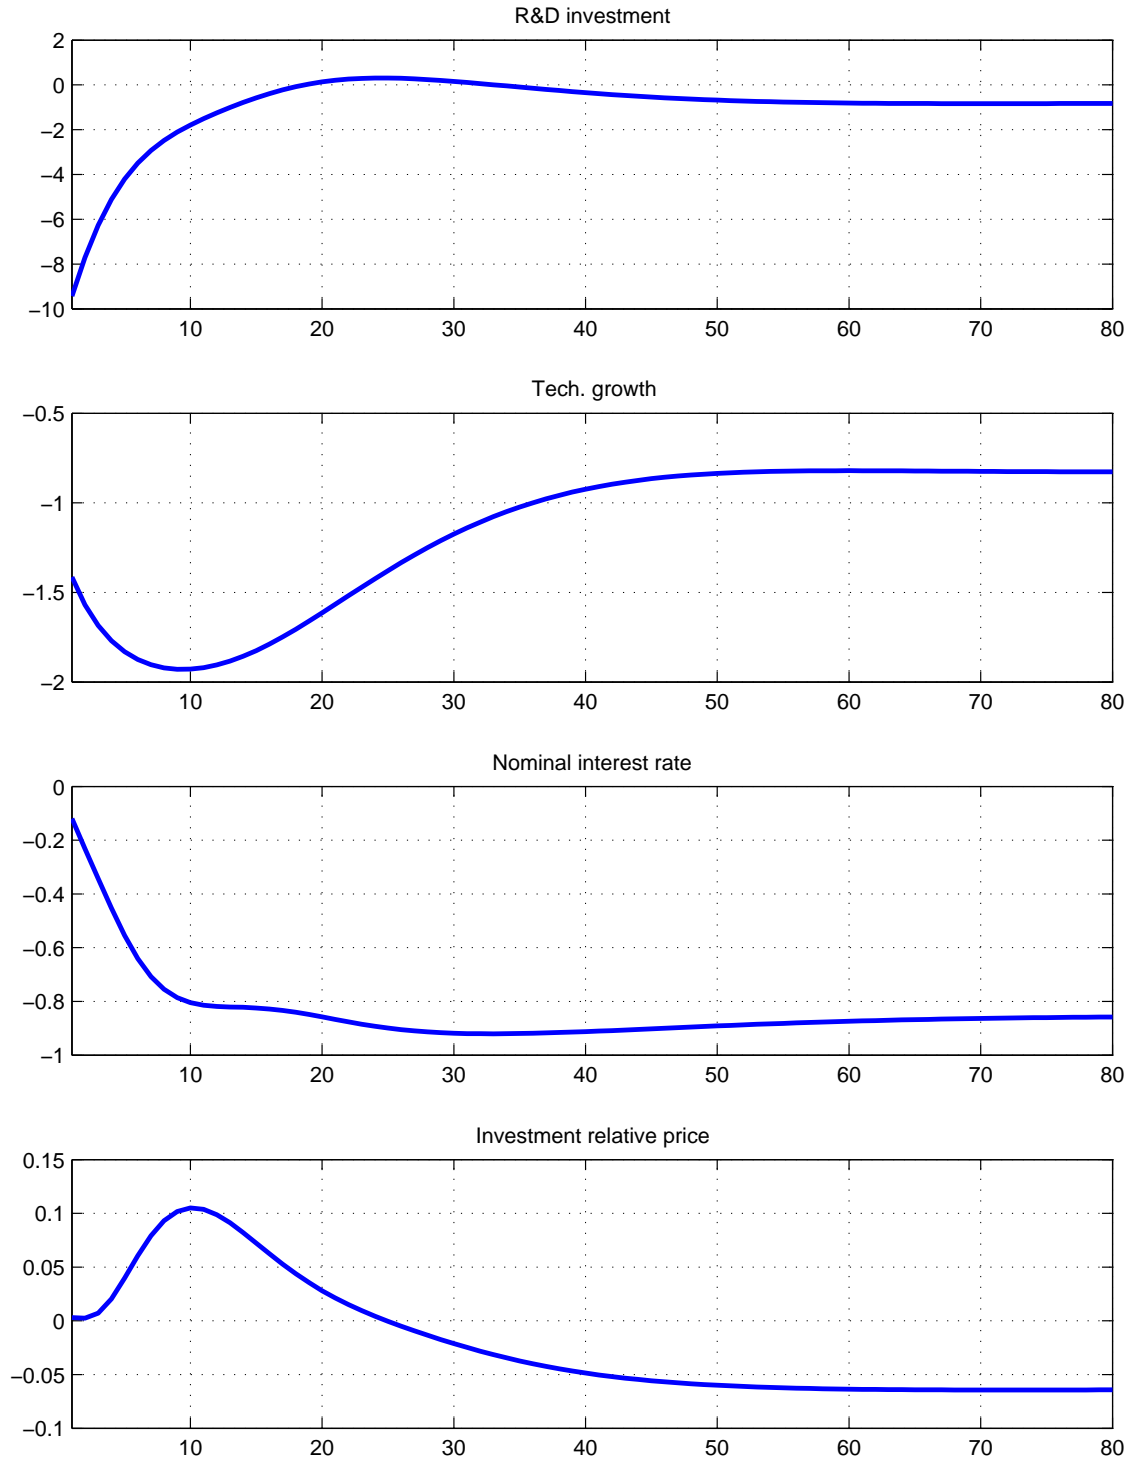 R&D investment
2
0
−2
−4
−6
−8
−10
10 20 30 40 50 60 70 80
Tech. growth
−0.5
−1
−1.5
−2
10 20 30 40 50 60 70 80
Nominal interest rate
0
−0.2
−0.4
−0.6
−0.8
−1
10 20 30 40 50 60 70 80
Investment relative price
0.15
0.1
0.05
0
−0.05
−0.1
10 20 30 40 50 60 70 80